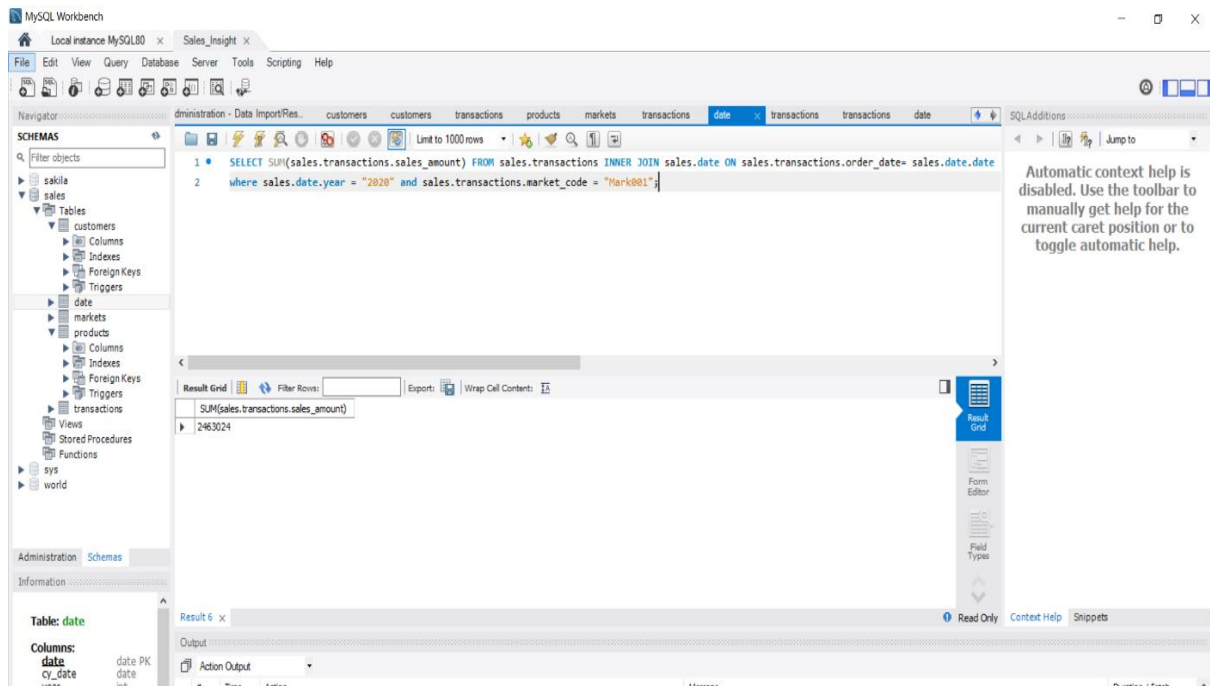 MySQL Workbench
Local instance MySQL80 × Sales_Insight ×
File Edit View Query Database Server Tools Scripting Help
Navigator
SCHEMAS
Filter objects
sakila
sales
Tables
customers
Columns
Indexes
Foreign Keys
Triggers
date
markets
products
Columns
Indexes
Foreign Keys
Triggers
transactions
Views
Stored Procedures
Functions
sys
world
Administration Schemas
Information
Table: date
Columns:
date date PK
cy_date date
year int
dministration - Data Import/Res... customers customers transactions products markets transactions date × transactions transactions date
Limit to 1000 rows
1 SELECT SUM(sales.transactions.sales_amount) FROM sales.transactions INNER JOIN sales.date ON sales.transactions.order_date= sales.date.date
2 where sales.date.year = "2020" and sales.transactions.market_code = "Mark001";
Result Grid Filter Rows: Export: Wrap Cell Content:
SUM(sales.transactions.sales_amount)
2463024
Result Grid
Form Editor
Field Types
Result 6 × Read Only
Output
Action Output
# Time Action Message Duration / Fetch
SQLAdditions
Jump to
Automatic context help is
disabled. Use the toolbar to
manually get help for the
current caret position or to
toggle automatic help.
Context Help Snippets